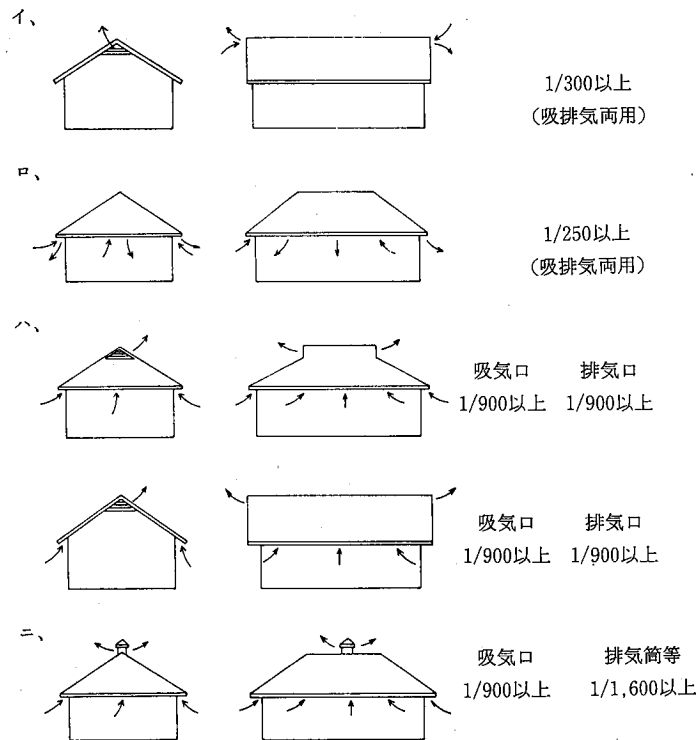 イ、
1/300以上
(吸排気両用)
ロ、
1/250以上
(吸排気両用)
ハ、
吸気口 排気口
1/900以上 1/900以上
吸気口 排気口
1/900以上 1/900以上
ニ、
吸気口 排気筒等
1/900以上 1/1,600以上